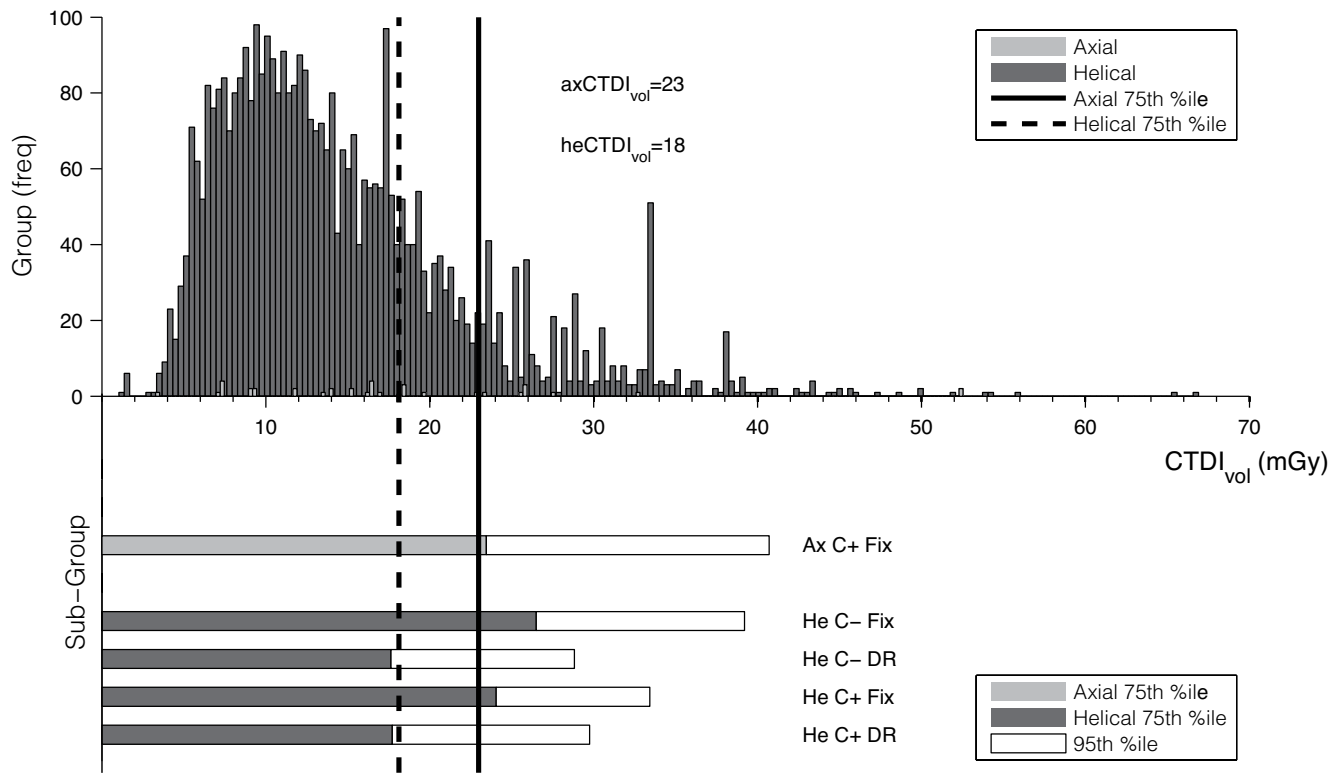 100
80
60
40
20
0
Group (freq)
axCTDIvol=23
heCTDIvol=18
Axial
Helical
Axial 75th %ile
Helical 75th %ile
10 20 30 40 50 60 70
CTDIvol (mGy)
Sub−Group
Ax C+ Fix
He C− Fix
He C− DR
He C+ Fix
He C+ DR
Axial 75th %ile
Helical 75th %ile
95th %ile